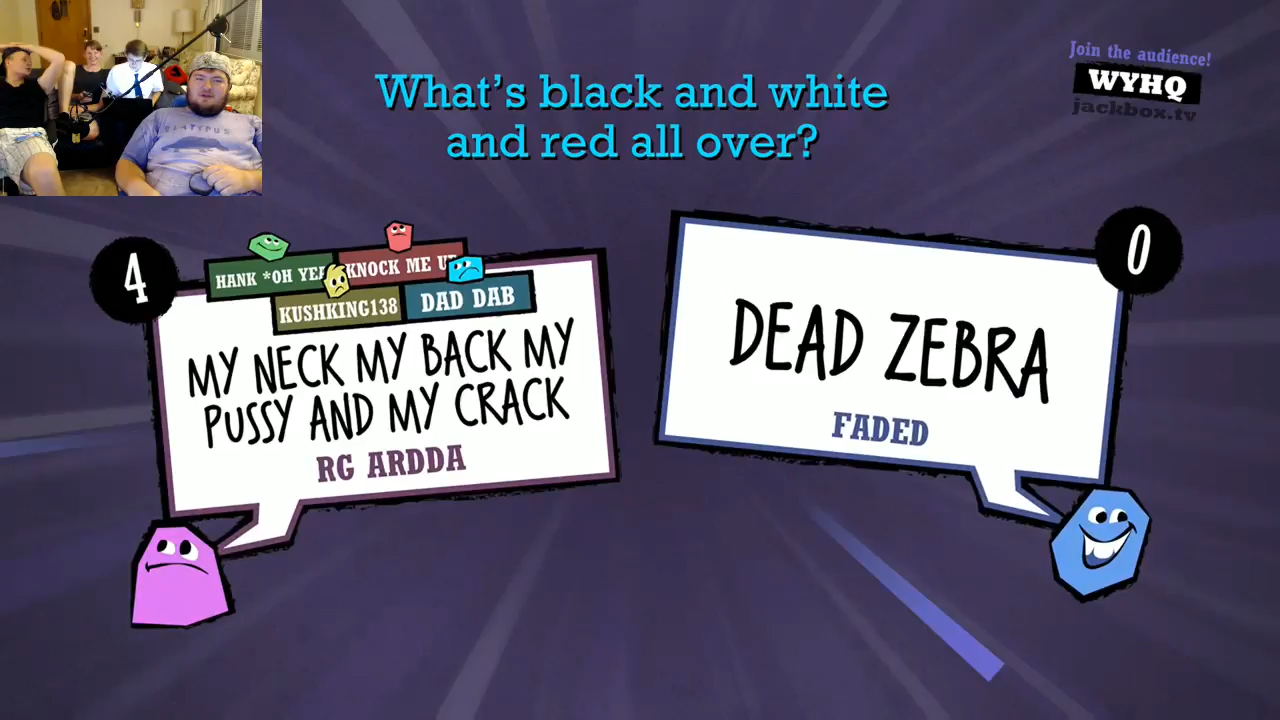 Join the audience!
WYHQ
jackbox.tv
What's black and white
and red all over?
4
HANK *OH YEA
KNOCK ME U
KUSHKING138
DAD DAB
MY NECK MY BACK MY
PUSSY AND MY CRACK
RG ARDDA
0
DEAD ZEBRA
FADED
PLATYPUS